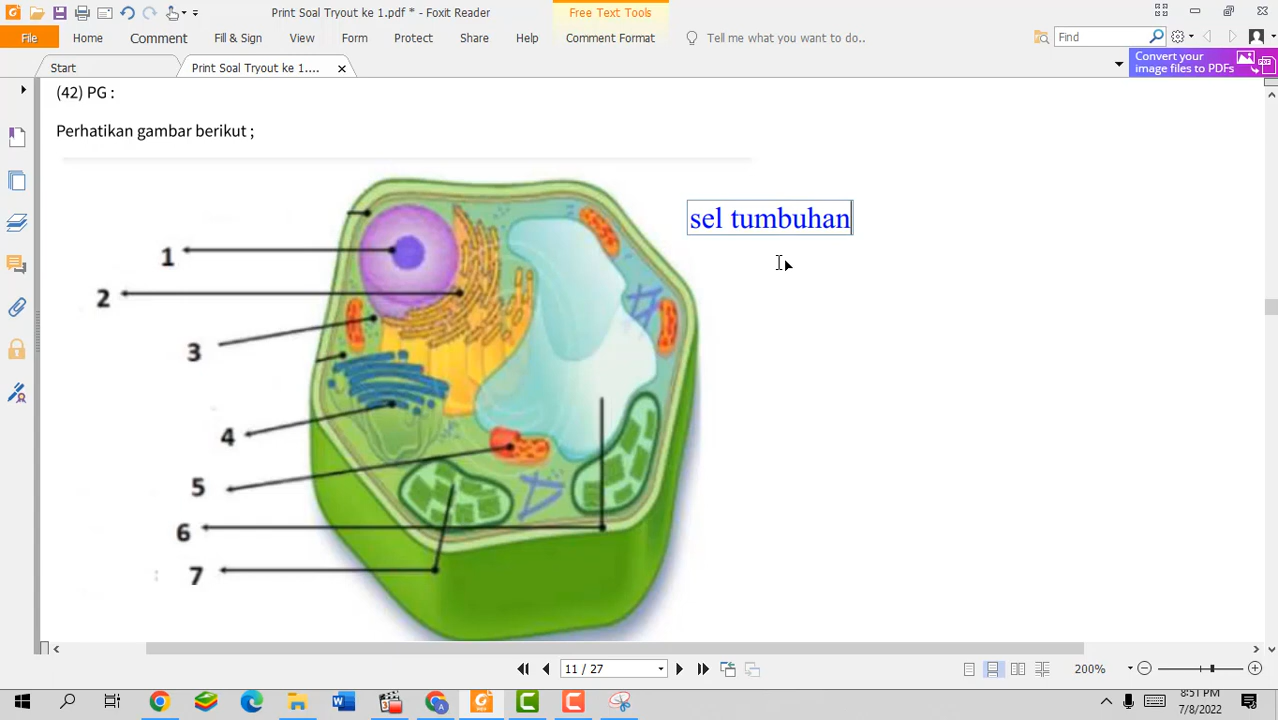 Print Soal Tryout ke 1.pdf * - Foxit Reader
Free Text Tools
File
Home
Comment
Fill & Sign
View
Form
Protect
Share
Help
Comment Format
Tell me what you want to do..
Find
Start
Print Soal Tryout ke 1....
Convert your
image files to PDFs
(42) PG :
Perhatikan gambar berikut ;
sel tumbuhan
1
2
3
4
5
6
7
11 / 27
200%
8:51 PM
7/8/2022